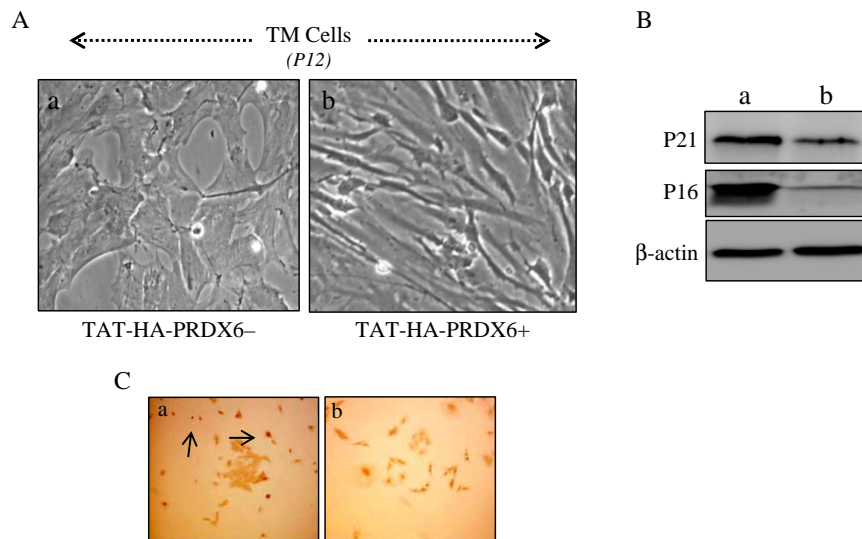 A
TM Cells
(P12)
a
b
TAT-HA-PRDX6–
TAT-HA-PRDX6+
B
a b
P21
P16
β-actin
C
a
b